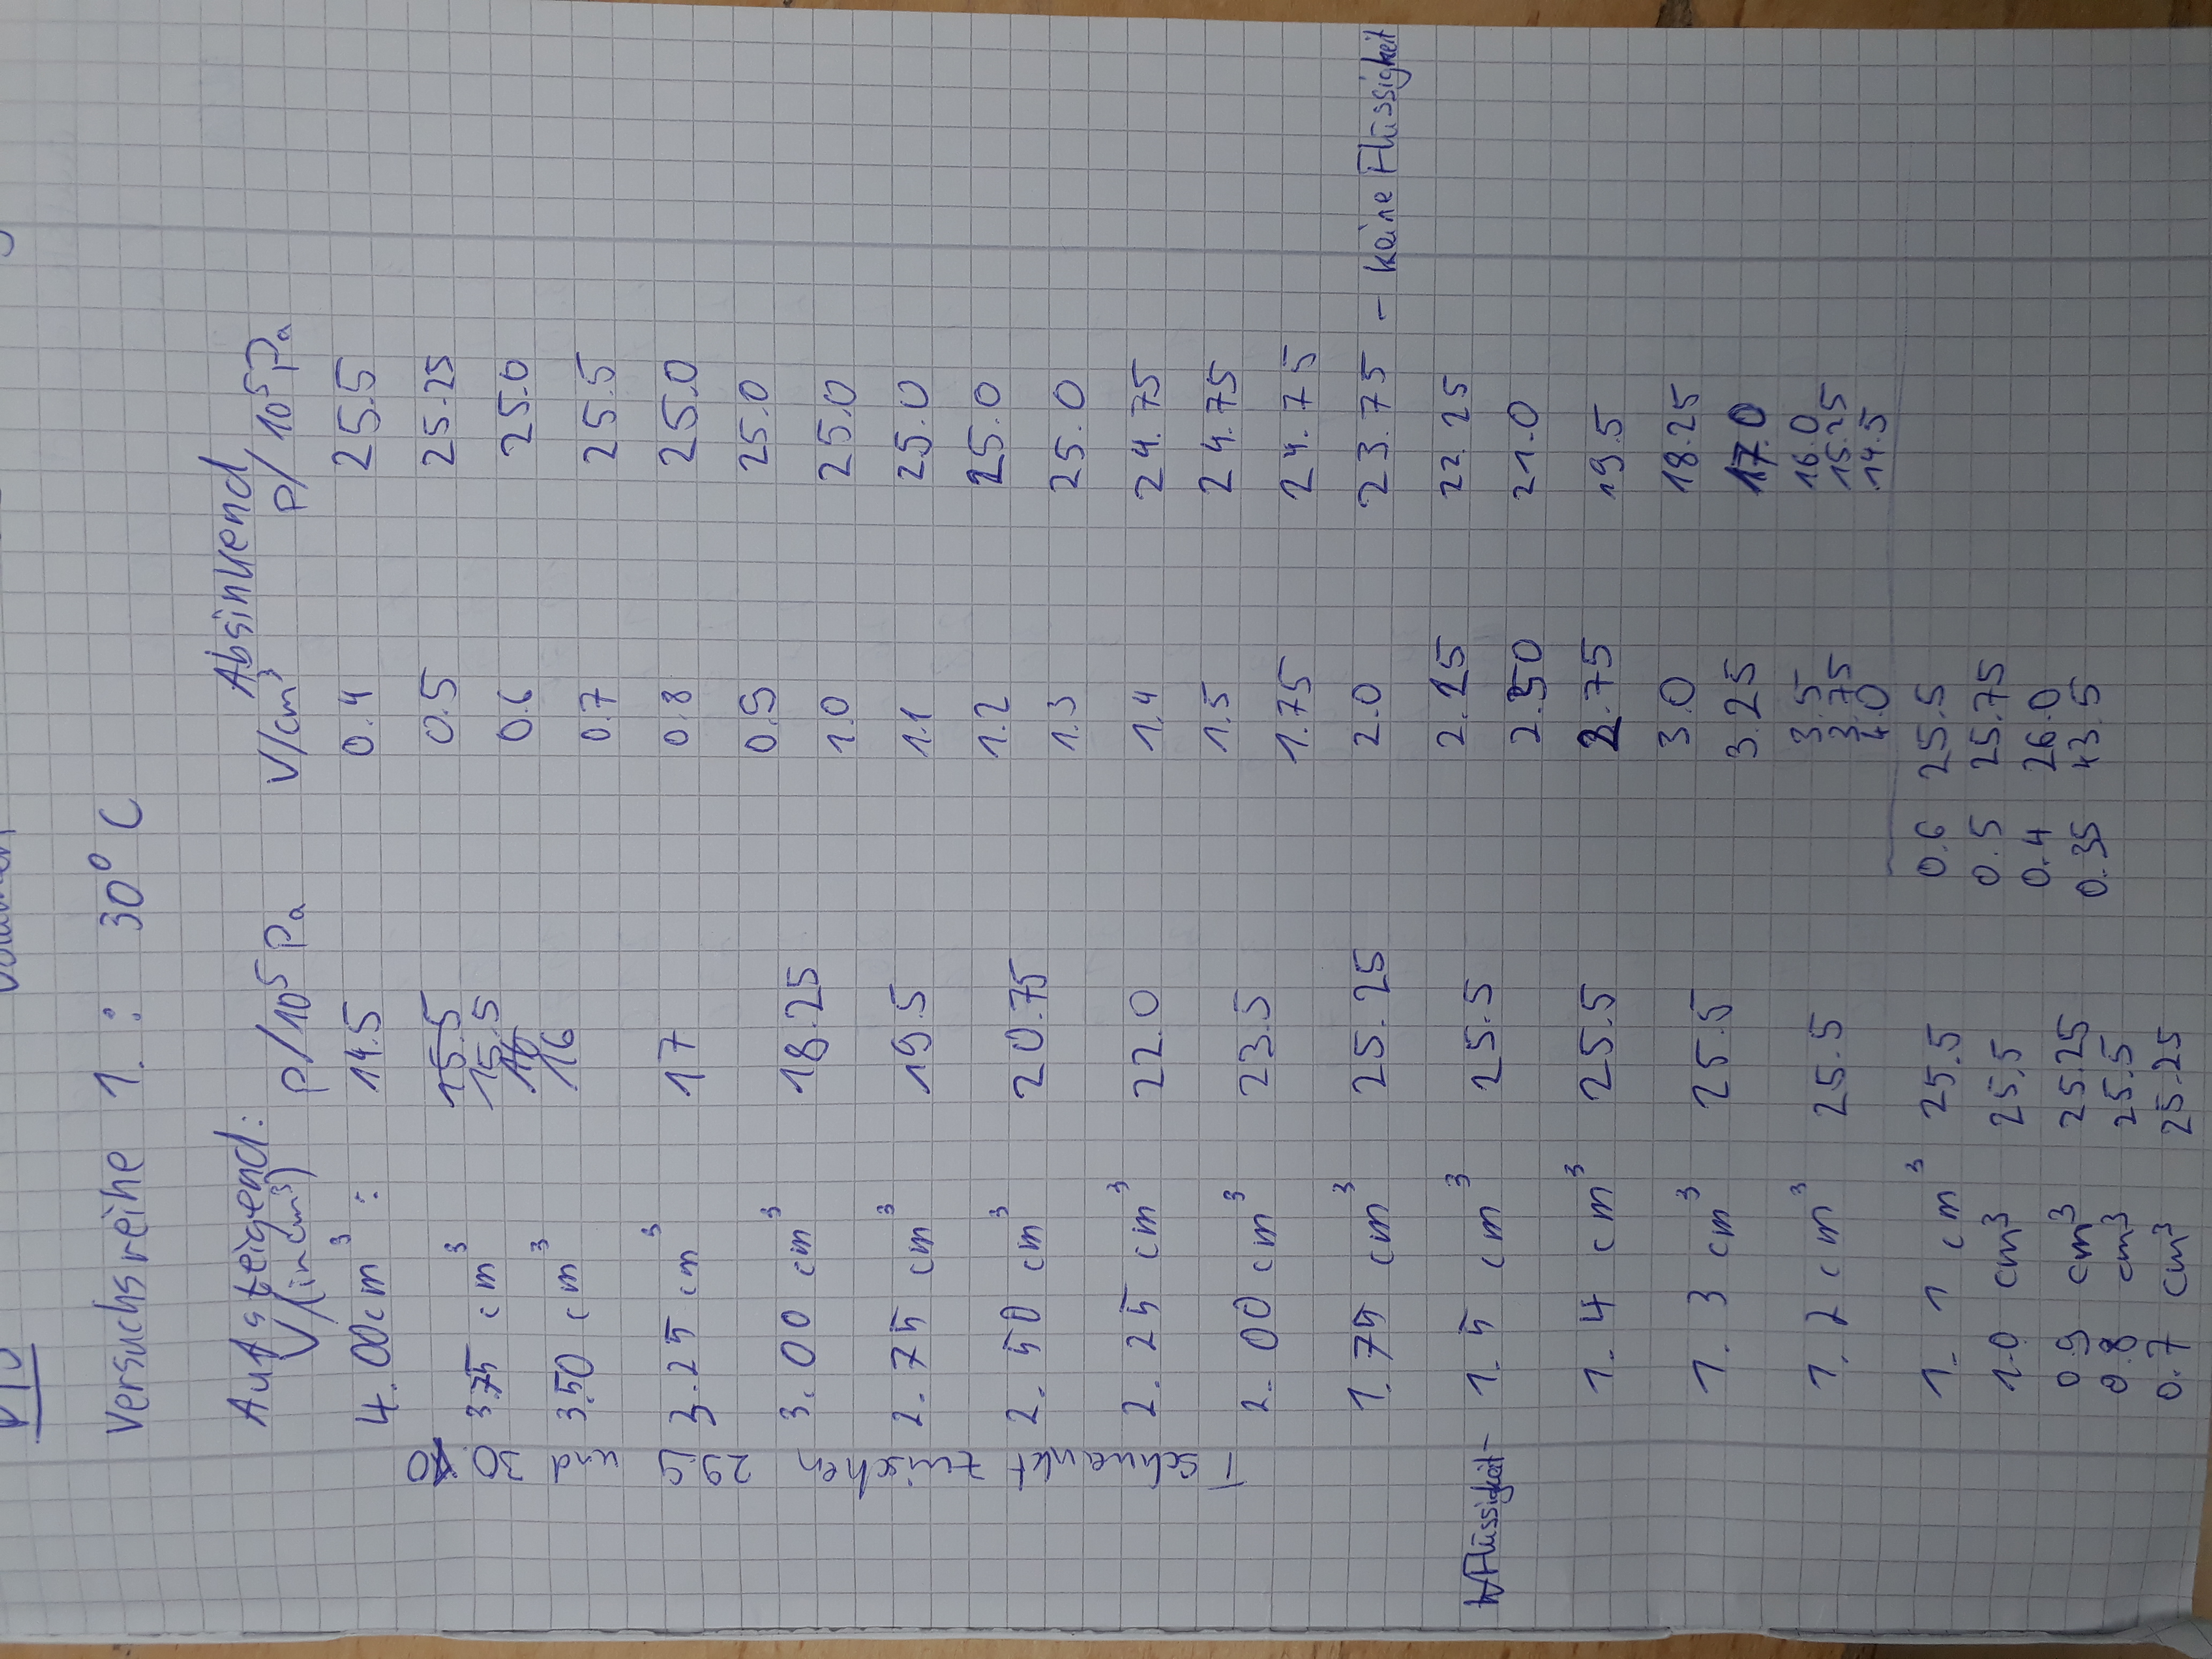 Versuchsreihe 1. : 30° C
Aufsteigend: Absinkend
V/(in cm³) p/10⁵ Pa V/cm³ p/10⁵ Pa
4.00cm³ : 14.5 0.4 25.5
15.5 0.5 25.25
3.75 cm³ 15.5
16 0.6 25.0
3.50 cm³ 16
0.7 25.5
3.25 cm³ 17 0.8 25.0
0.9 25.0
3.00 cm³ 18.25
1.0 25.0
2.75 cm³ 19.5 1.1 25.0
1.2 25.0
2.50 cm³ 20.75
1.3 25.0
2.25 cm³ 22.0 1.4 24.75
1.5 24.75
2.00 cm³ 23.5
1.75 24.75
1.75 cm³ 25.25 2.0 23.75 – keine Flüssigkeit
2.25 22.25
Flüssigkeit – 1.5 cm³ 25.5
2.50 21.0
1.4 cm³ 25.5 2.75 19.5
3.0 18.25
1.3 cm³ 25.5
3.25 17.0
3.5 16.0
1.2 cm³ 25.5 3.75 15.25
4.0 14.5
1.1 cm³ 25.5 0.6 25.5
1.0 cm³ 25,5 0.5 25.75
0.4 26.0
0.9 cm³ 25.25 0.35 43.5
0.8 cm³ 25.5
0.7 cm³ 25.25
T schwankt zwischen 29.9 und 30.0